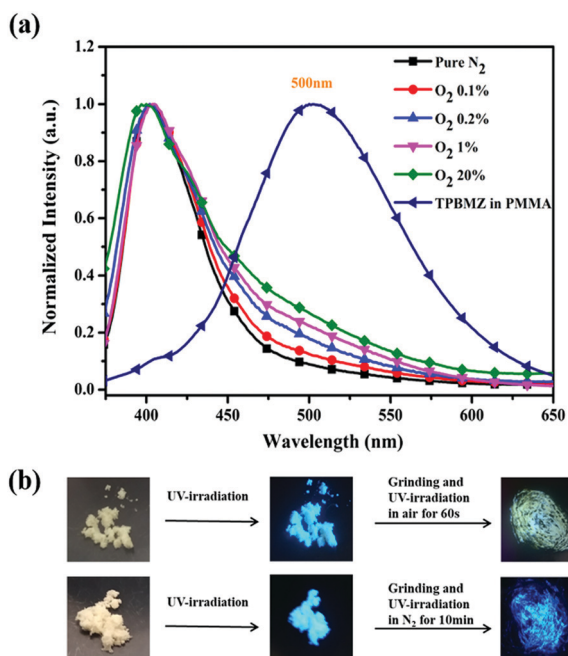 (a)
500nm
Pure N₂
O₂ 0.1%
O₂ 0.2%
O₂ 1%
O₂ 20%
TPBMZ in PMMA
Normalized Intensity (a.u.)
1.2
1.0
0.8
0.6
0.4
0.2
0.0
400 450 500 550 600 650
Wavelength (nm)
(b)
UV-irradiation
Grinding and
UV-irradiation
in air for 60s
UV-irradiation
Grinding and
UV-irradiation
in N₂ for 10min